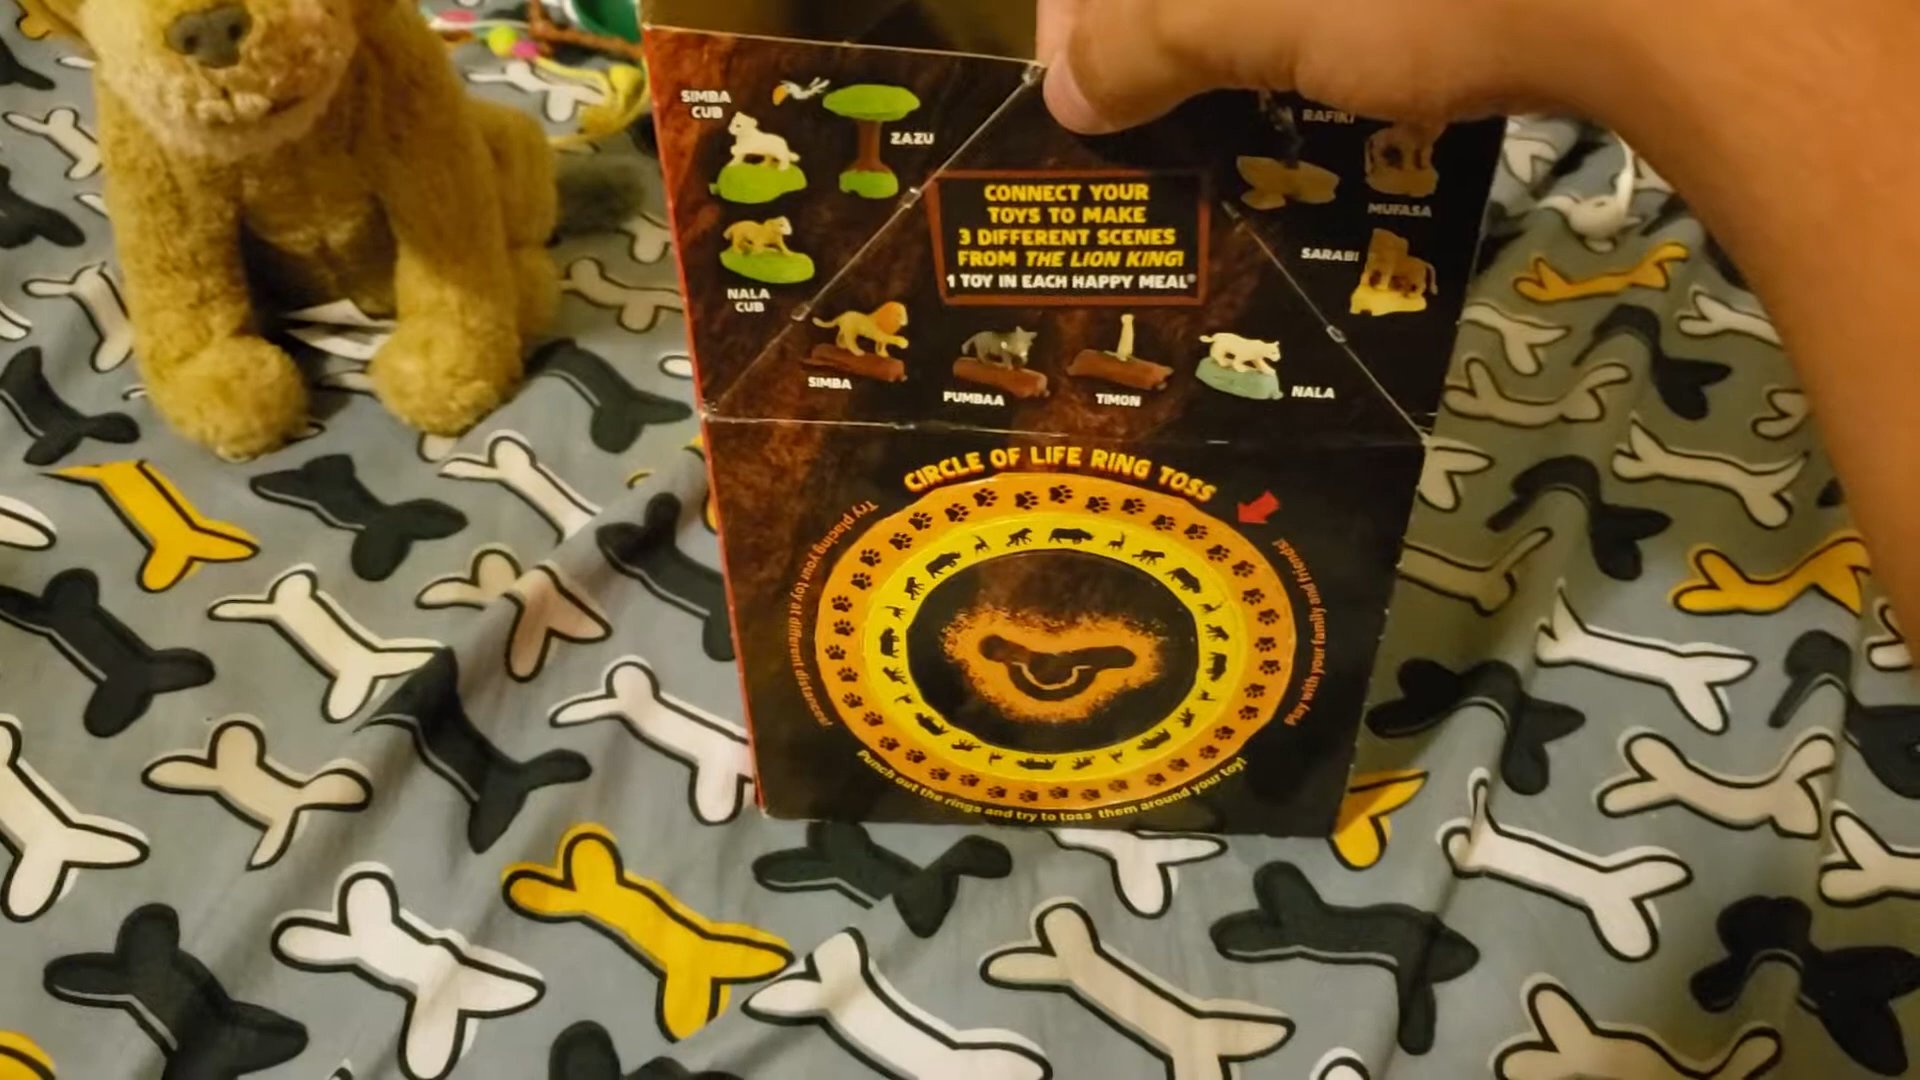 SIMBA
CUB
ZAZU
RAFIKI
MUFASA
CONNECT YOUR
TOYS TO MAKE
3 DIFFERENT SCENES
FROM THE LION KING!
1 TOY IN EACH HAPPY MEAL®
SARABI
NALA
CUB
SIMBA
PUMBAA
TIMON
NALA
CIRCLE OF LIFE RING TOSS
Try placing your toy at different distances!
Play with your family and friends!
Punch out the rings and try to toss them around your toy!